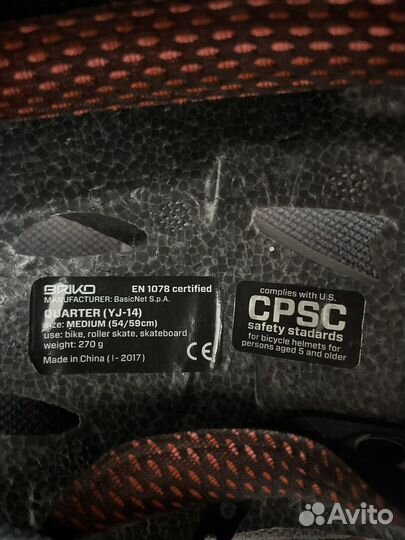 BRIKO EN 1078 certified
MANUFACTURER: BasicNet S.p.A.
QUARTER (YJ-14)
size: MEDIUM (54/59cm)
use: bike, roller skate, skateboard
weight: 270 g
Made in China ( I - 2017)
CE
complies with U.S.
CPSC
safety stadards
for bicycle helmets for
persons aged 5 and older
Avito